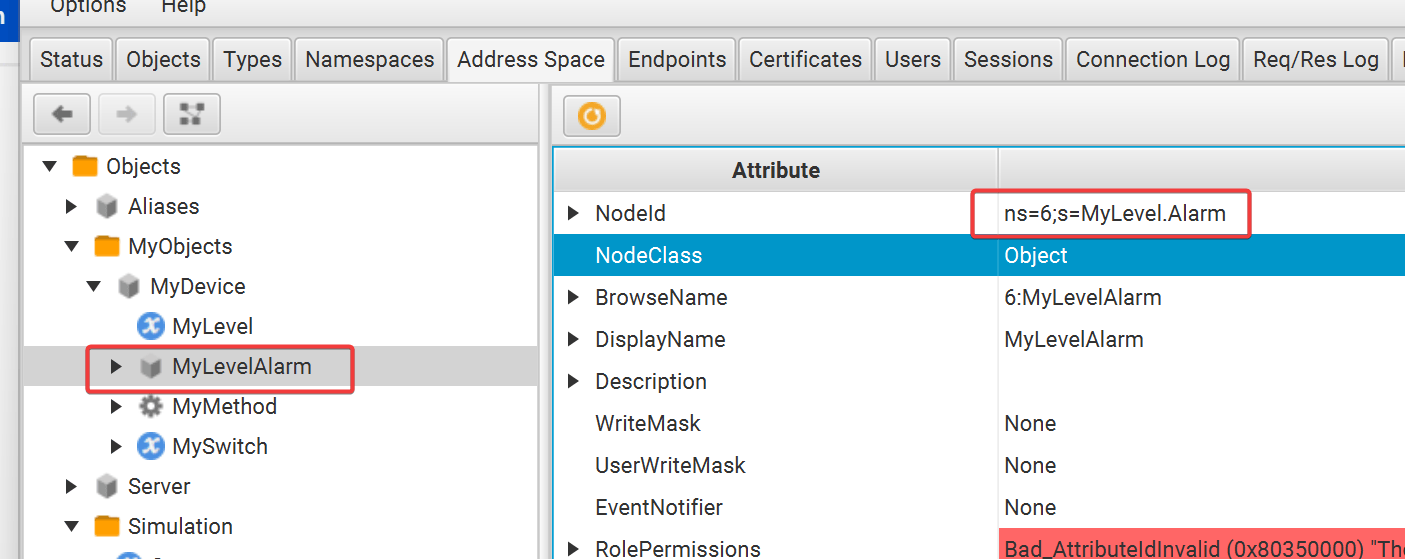 Options Help
Status Objects Types Namespaces Address Space Endpoints Certificates Users Sessions Connection Log Req/Res Log
Objects
Aliases
MyObjects
MyDevice
MyLevel
MyLevelAlarm
MyMethod
MySwitch
Server
Simulation
Attribute
NodeId ns=6;s=MyLevel.Alarm
NodeClass Object
BrowseName 6:MyLevelAlarm
DisplayName MyLevelAlarm
Description
WriteMask None
UserWriteMask None
EventNotifier None
RolePermissions Bad_AttributeIdInvalid (0x80350000) "The